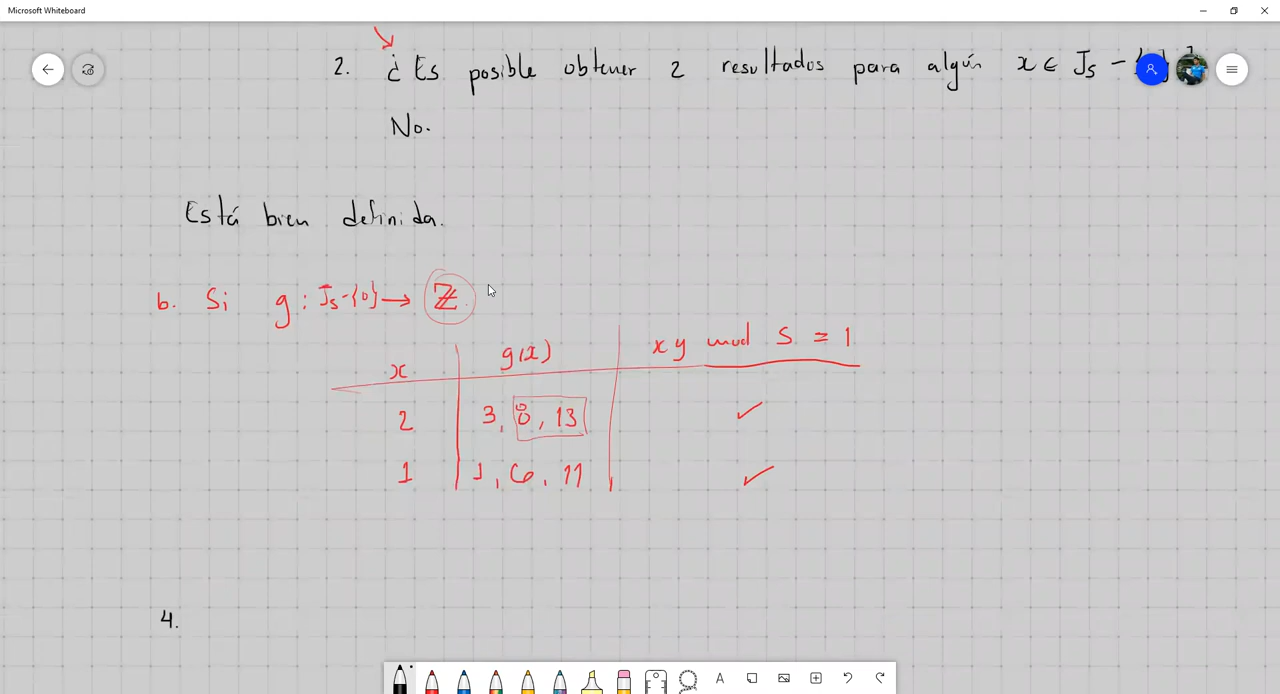 Microsoft Whiteboard
2. ¿Es posible obtener 2 resultados para algún x ∈ J5 -
No.
Está bien definida.
b. Si g : J5-{0} → ℤ
x g(x) xy mod 5 = 1
2 3, 8, 13 ✓
1 1, 6, 11 ✓
4.
A